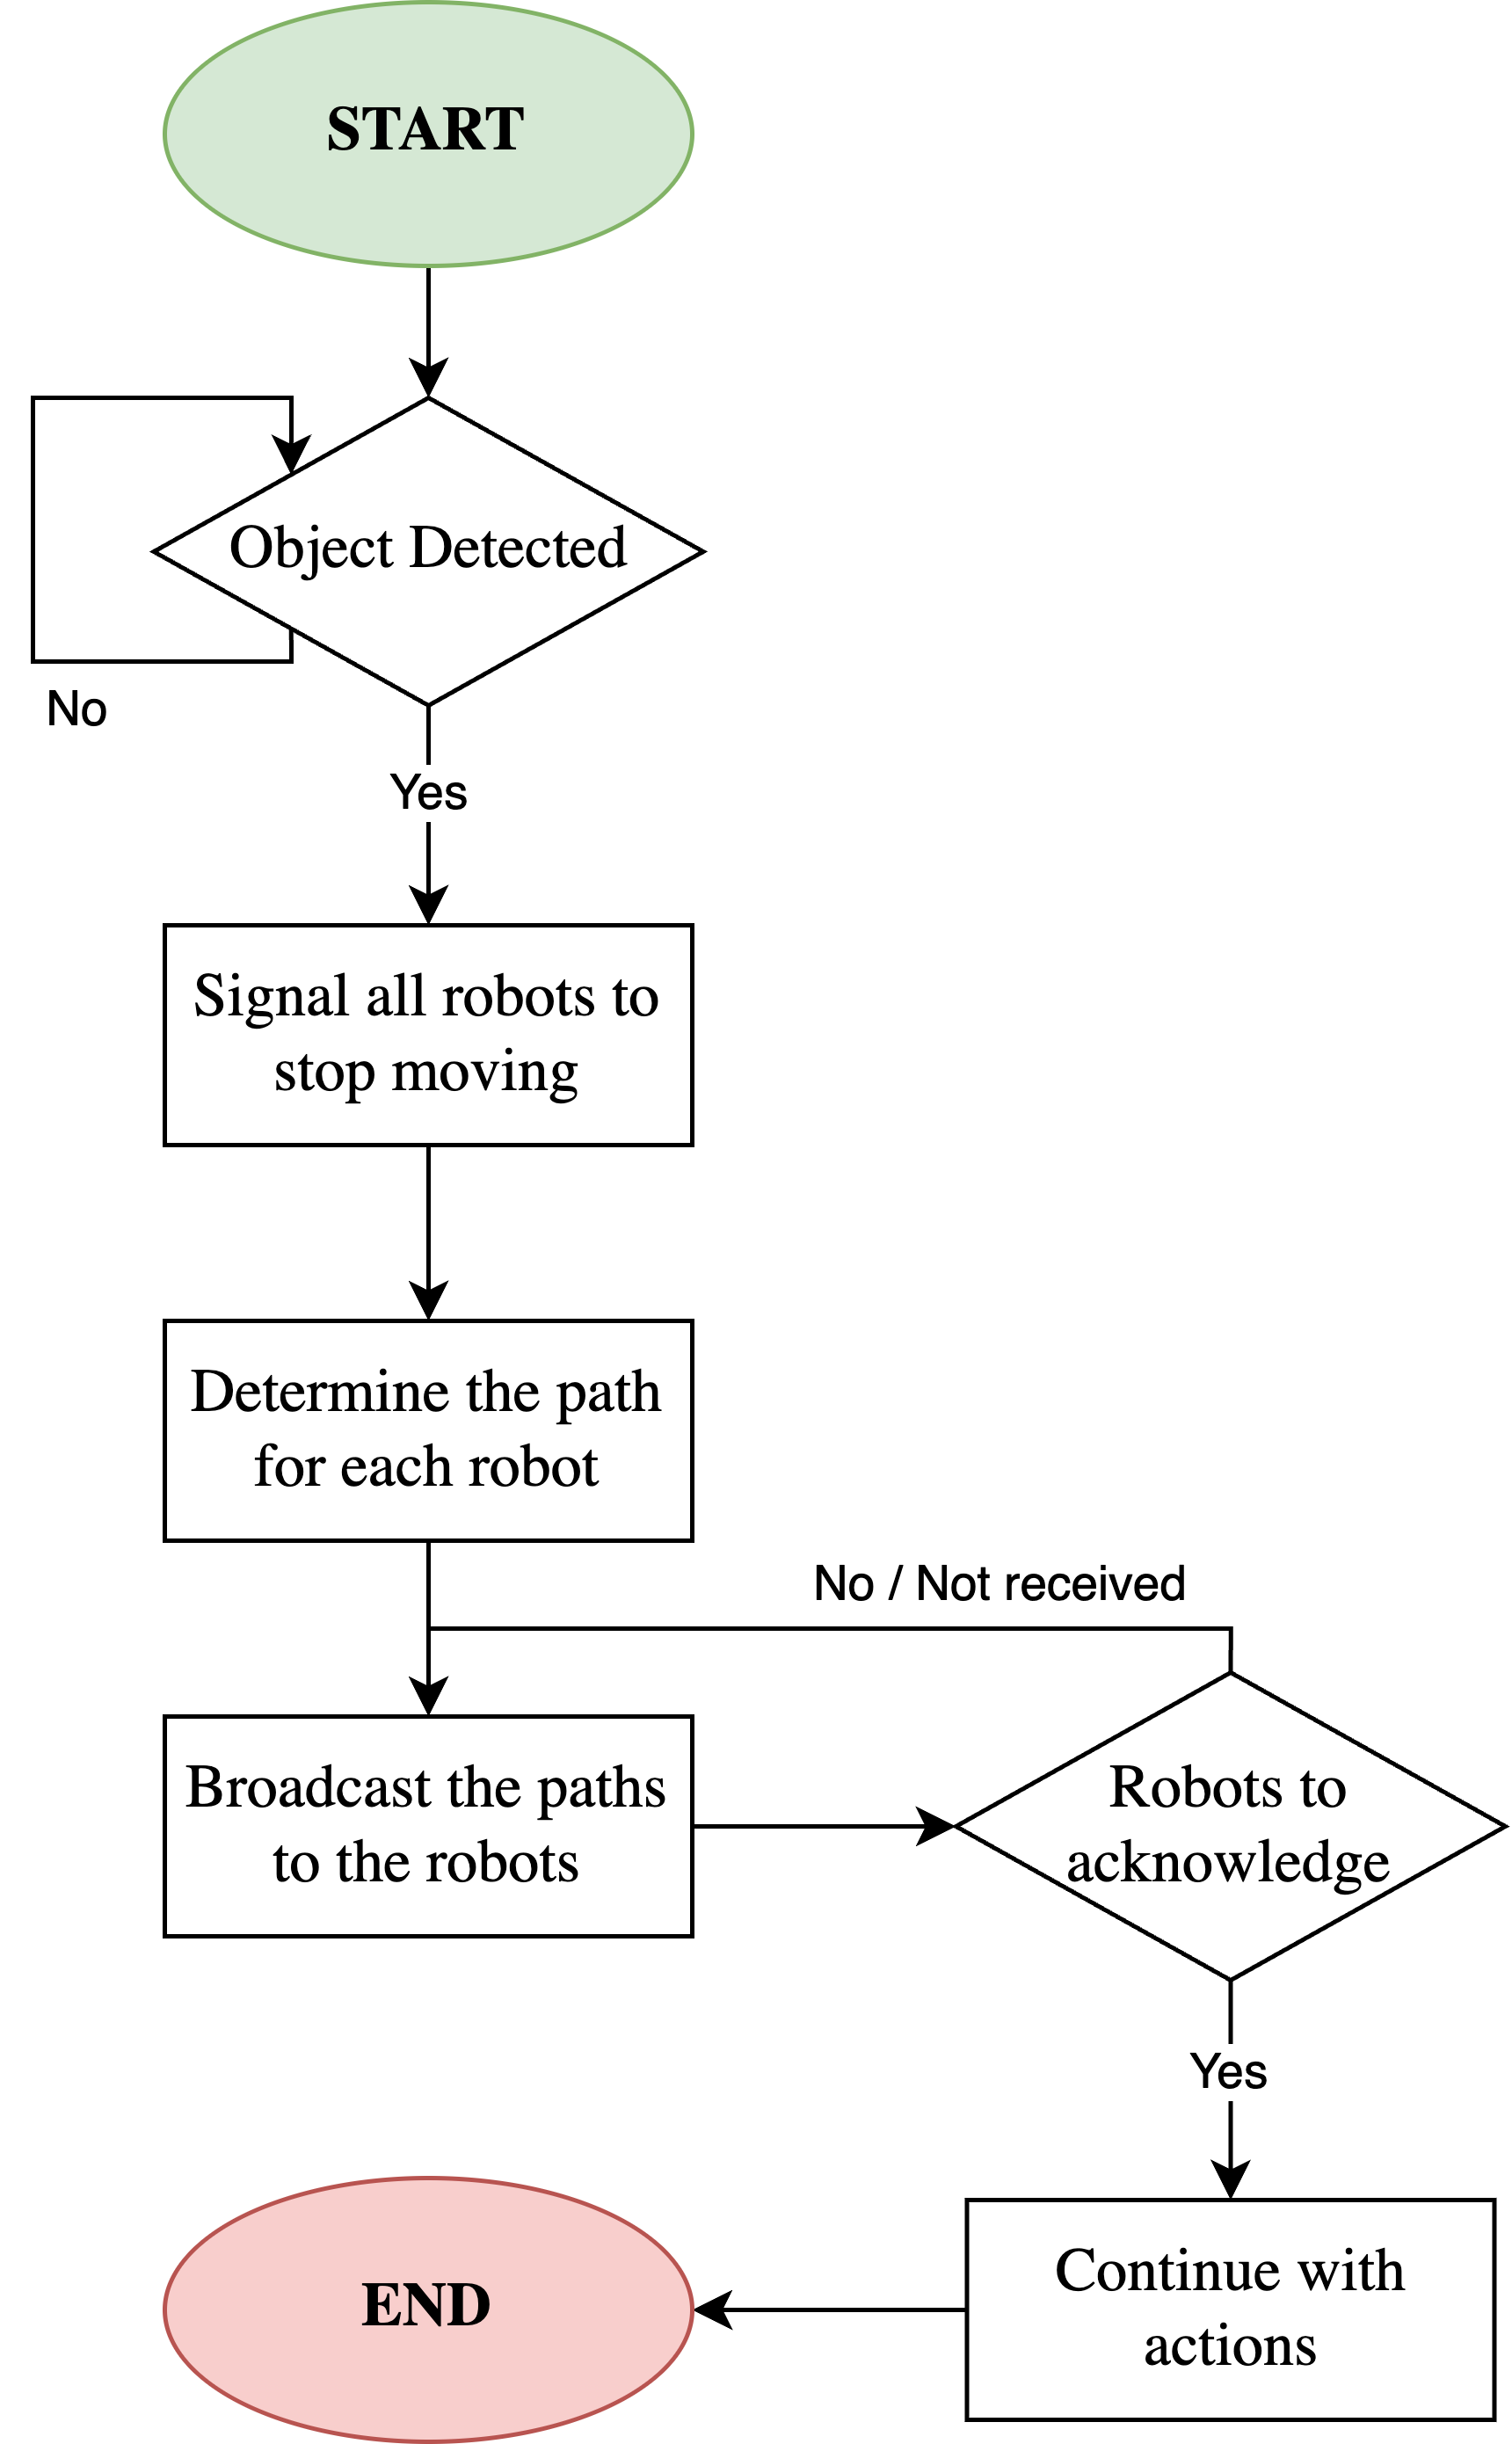 START
Object Detected
No
Yes
Signal all robots to
stop moving
Determine the path
for each robot
No / Not received
Broadcast the paths
to the robots
Robots to
acknowledge
Yes
Continue with
actions
END